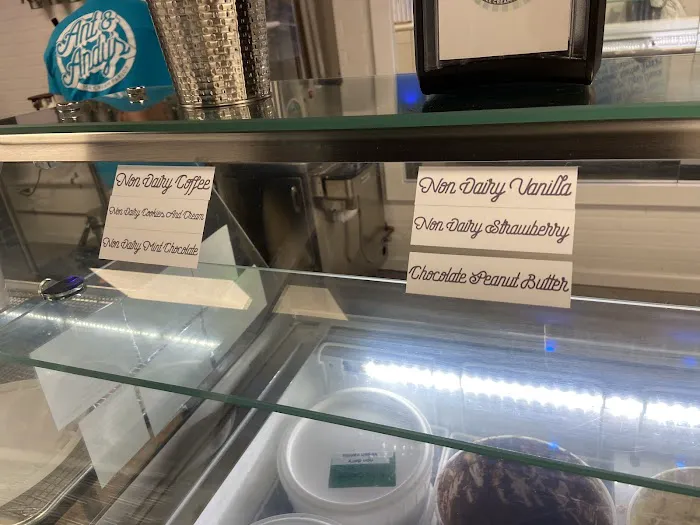 Ant &
Andy's
Non Dairy Coffee
Non Dairy Cookies And Cream
Non Dairy Mint Chocolate
Non Dairy Vanilla
Non Dairy Strawberry
Chocolate Peanut Butter